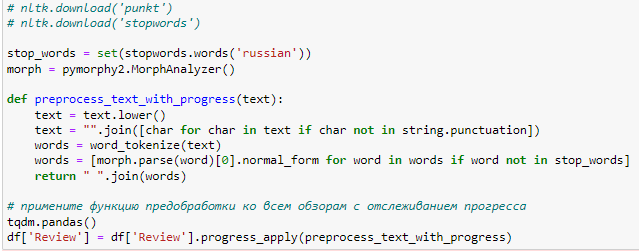 # nltk.download('punkt')
# nltk.download('stopwords')

stop_words = set(stopwords.words('russian'))
morph = pymorphy2.MorphAnalyzer()

def preprocess_text_with_progress(text):
    text = text.lower()
    text = "".join([char for char in text if char not in string.punctuation])
    words = word_tokenize(text)
    words = [morph.parse(word)[0].normal_form for word in words if word not in stop_words]
    return " ".join(words)

# примените функцию предобработки ко всем обзорам с отслеживанием прогресса
tqdm.pandas()
df['Review'] = df['Review'].progress_apply(preprocess_text_with_progress)